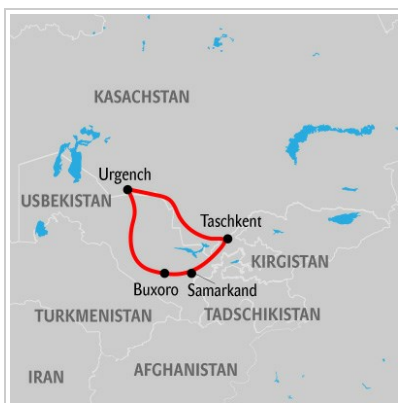 KASACHSTAN
Urgench
USBEKISTAN
Taschkent
KIRGISTAN
Buxoro
Samarkand
TURKMENISTAN
TADSCHIKISTAN
IRAN
AFGHANISTAN